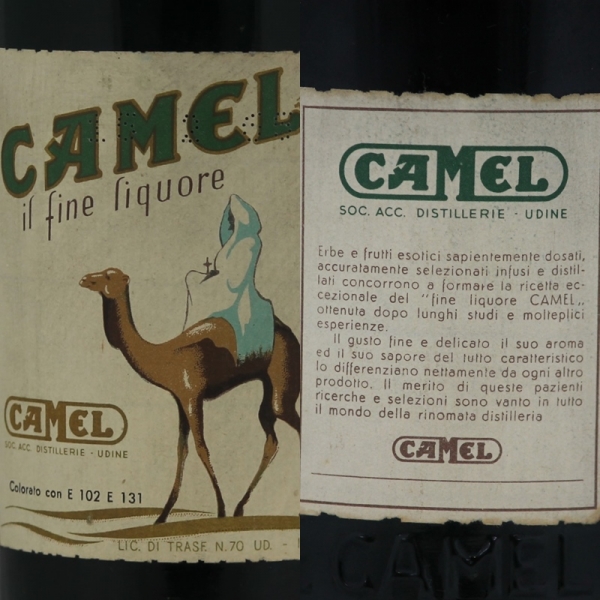 CAMEL
il fine liquore
CAMEL
SOC. ACC. DISTILLERIE · UDINE
Colorato con E 102 E 131
LIC. DI TRASF. N.70 UD. -
CAMEL
SOC. ACC. DISTILLERIE · UDINE
Erbe e frutti esotici sapientemente dosati,
accuratamente selezionati infusi e distil-
lati concorrono a formare la ricetta ec-
cezionale del "fine liquore CAMEL„
ottenuta dopo lunghi studi e molteplici
esperienze.
Il gusto fine e delicato il suo aroma
ed il suo sapore del tutto caratteristico
lo differenziano nettamente da ogni altro
prodotto. Il merito di queste pazienti
ricerche e selezioni sono vanto in tutto
il mondo della rinomata distilleria
CAMEL
CAMEL